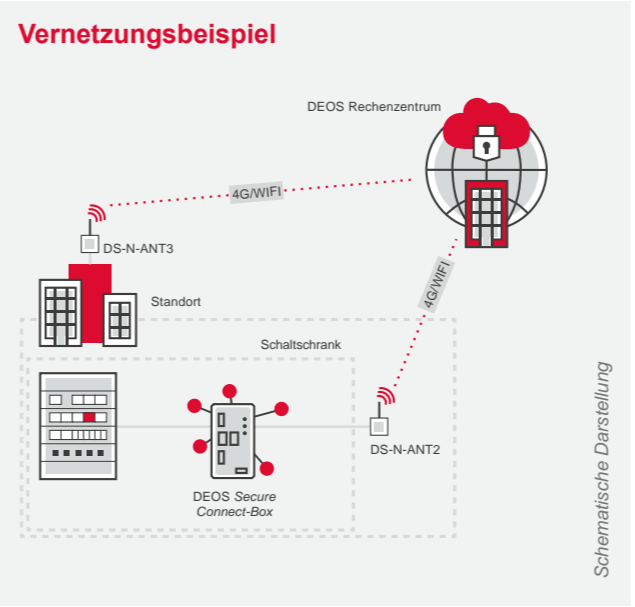 Vernetzungsbeispiel
DEOS Rechenzentrum
4G/WIFI
DS-N-ANT3
Standort
4G/WIFI
Schaltschrank
DS-N-ANT2
DEOS Secure
Connect-Box
Schematische Darstellung